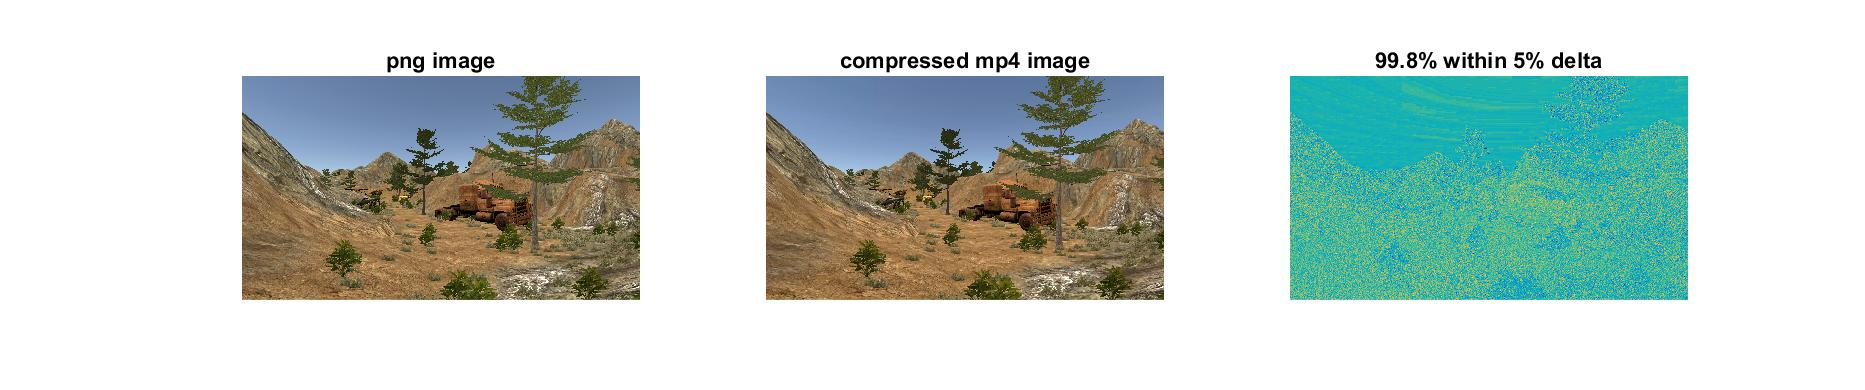 png image
compressed mp4 image
99.8% within 5% delta